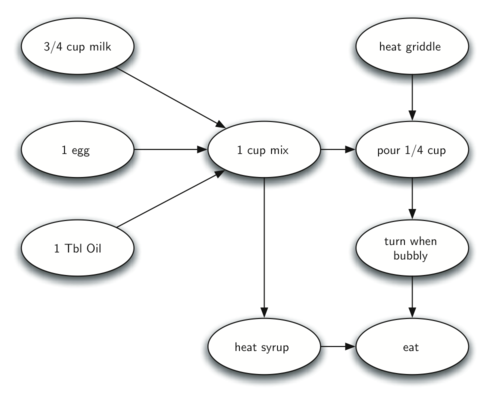 3/4 cup milk
heat griddle
1 egg
1 cup mix
pour 1/4 cup
1 Tbl Oil
turn when
bubbly
heat syrup
eat